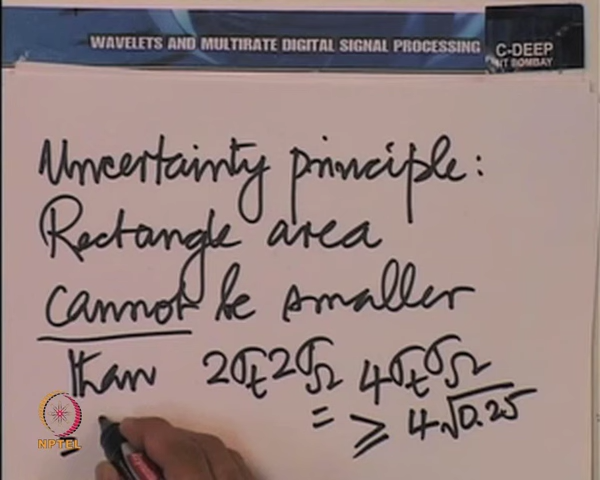 WAVELETS AND MULTIRATE DIGITAL SIGNAL PROCESSING
C-DEEP
IIT BOMBAY
Uncertainty principle:
Rectangle area
cannot be smaller
than 2σt2σΩ 4σtσΩ
= ≥ 4√0.25
NPTEL